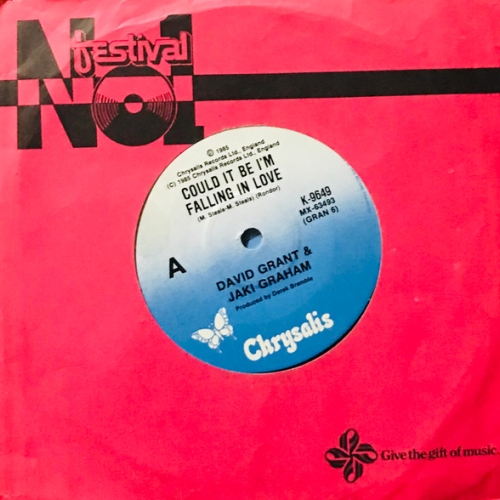 festival
No1
℗ 1985
Chrysalis Records Ltd., England
(C) 1985 Chrysalis Records Ltd., England
COULD IT BE I'M
FALLING IN LOVE
(M. Steals-M. Steals) (Rondor)
K-9649
MX-63493
(GRAN 6)
A
DAVID GRANT &
JAKI GRAHAM
Produced by Derek Bramble
Chrysalis
Give the gift of music.